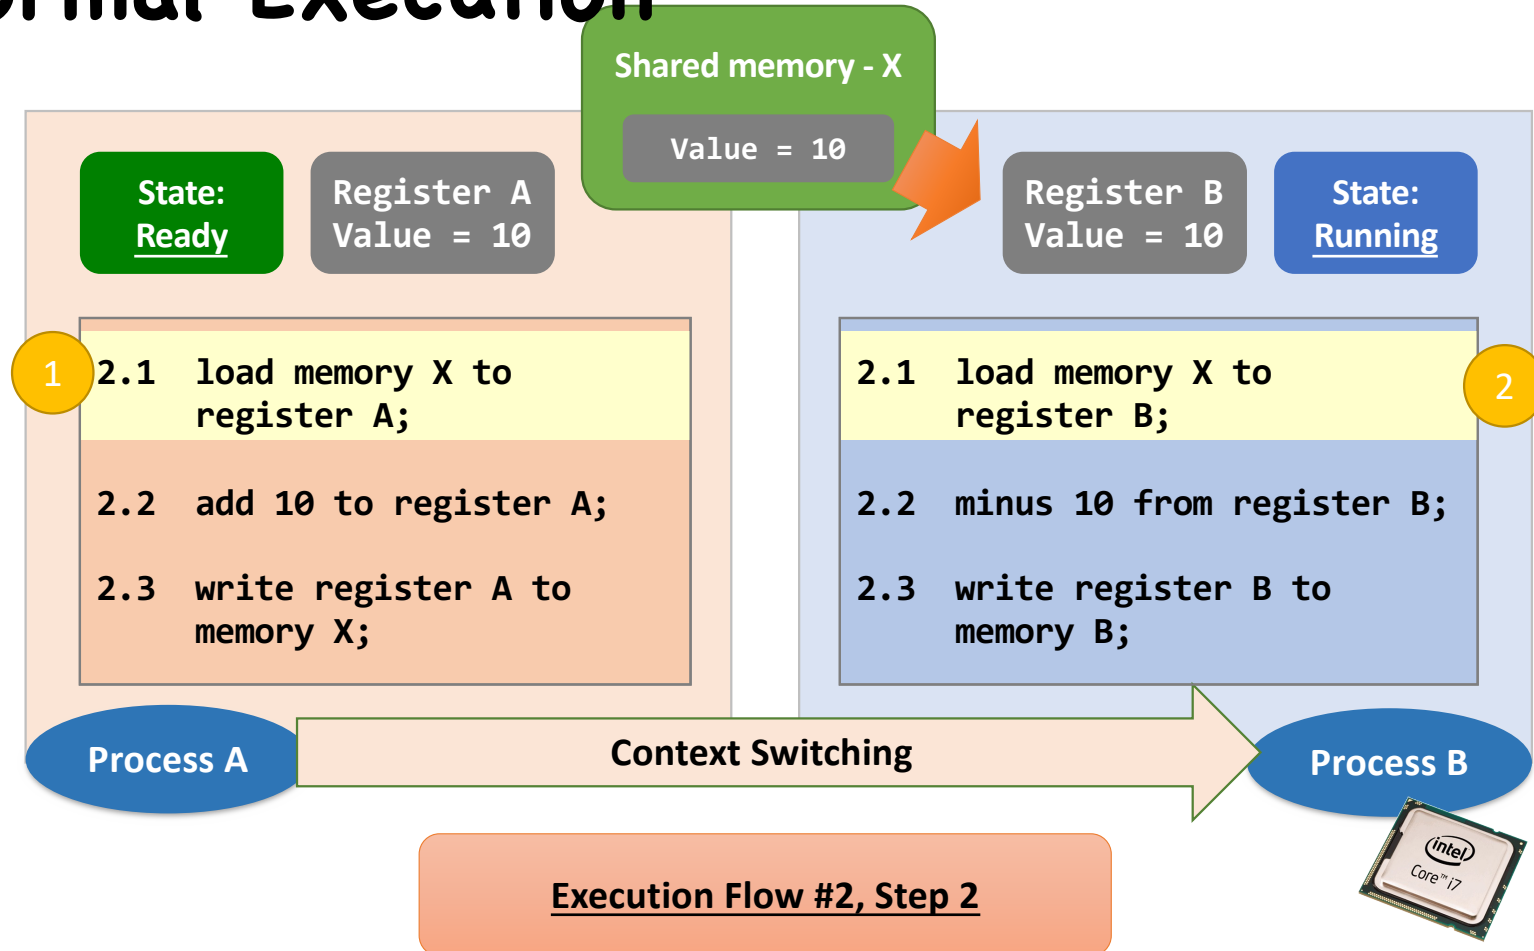 ormal Execution
Shared memory - X
Value = 10
State:
Ready
Register A
Value = 10
Register B
Value = 10
State:
Running
1
2.1 load memory X to
register A;
2.2 add 10 to register A;
2.3 write register A to
memory X;
2.1 load memory X to
register B;
2
2.2 minus 10 from register B;
2.3 write register B to
memory B;
Process A
Context Switching
Process B
Execution Flow #2, Step 2
intel
Core™ i7